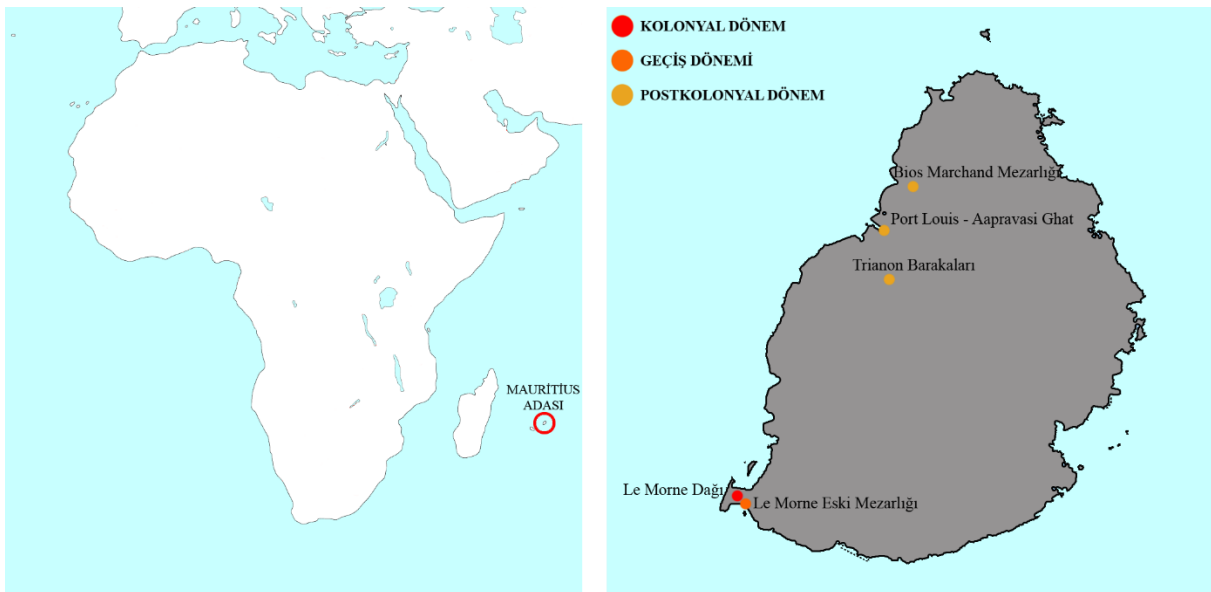 MAURİTİUS
ADASI
KOLONYAL DÖNEM
GEÇİŞ DÖNEMİ
POSTKOLONYAL DÖNEM
Bios Marchand Mezarlığı
Port Louis - Aapravasi Ghat
Trianon Barakaları
Le Morne Dağı
Le Morne Eski Mezarlığı